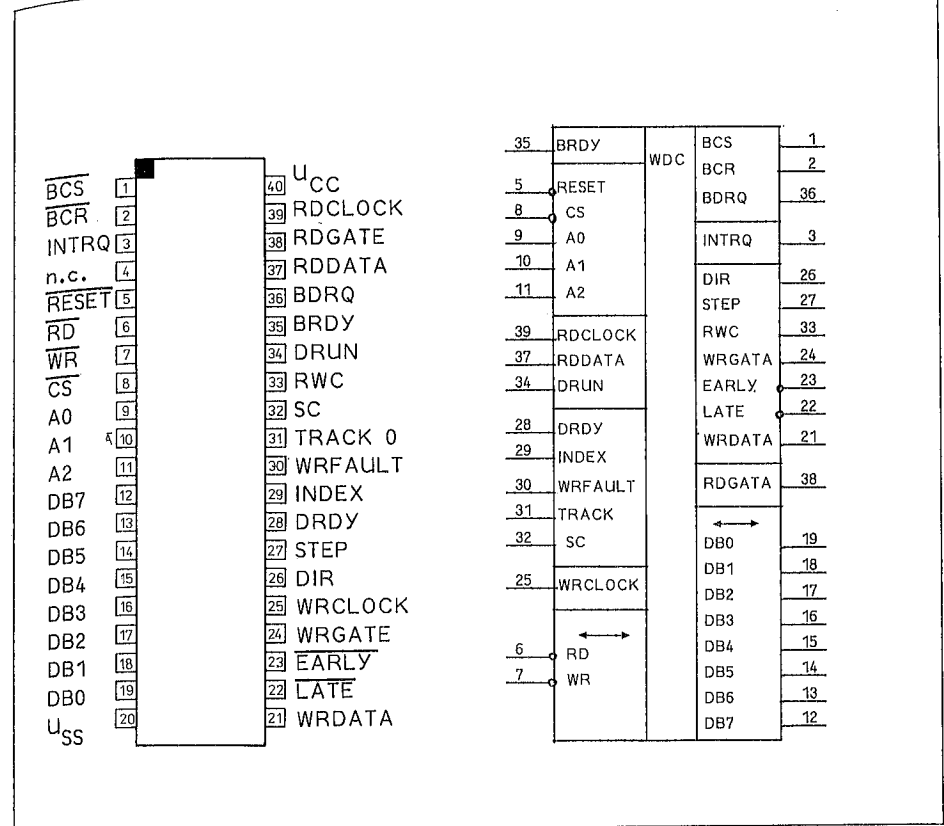 BCS 1
BCR 2
INTRQ 3
n.c. 4
RESET 5
RD 6
WR 7
CS 8
A0 9
A1 10
A2 11
DB7 12
DB6 13
DB5 14
DB4 15
DB3 16
DB2 17
DB1 18
DB0 19
USS 20
40 UCC
39 RDCLOCK
38 RDGATE
37 RDDATA
36 BDRQ
35 BRDY
34 DRUN
33 RWC
32 SC
31 TRACK 0
30 WRFAULT
29 INDEX
28 DRDY
27 STEP
26 DIR
25 WRCLOCK
24 WRGATE
23 EARLY
22 LATE
21 WRDATA
35 BRDY
5 RESET
8 CS
9 A0
10 A1
11 A2
39 RDCLOCK
37 RDDATA
34 DRUN
28 DRDY
29 INDEX
30 WRFAULT
31 TRACK
32 SC
25 WRCLOCK
6 RD
7 WR
WDC
BCS 1
BCR 2
BDRQ 36
INTRQ 3
DIR 26
STEP 27
RWC 33
WRGATA 24
EARLY 23
LATE 22
WRDATA 21
RDGATA 38
DB0 19
DB1 18
DB2 17
DB3 16
DB4 15
DB5 14
DB6 13
DB7 12